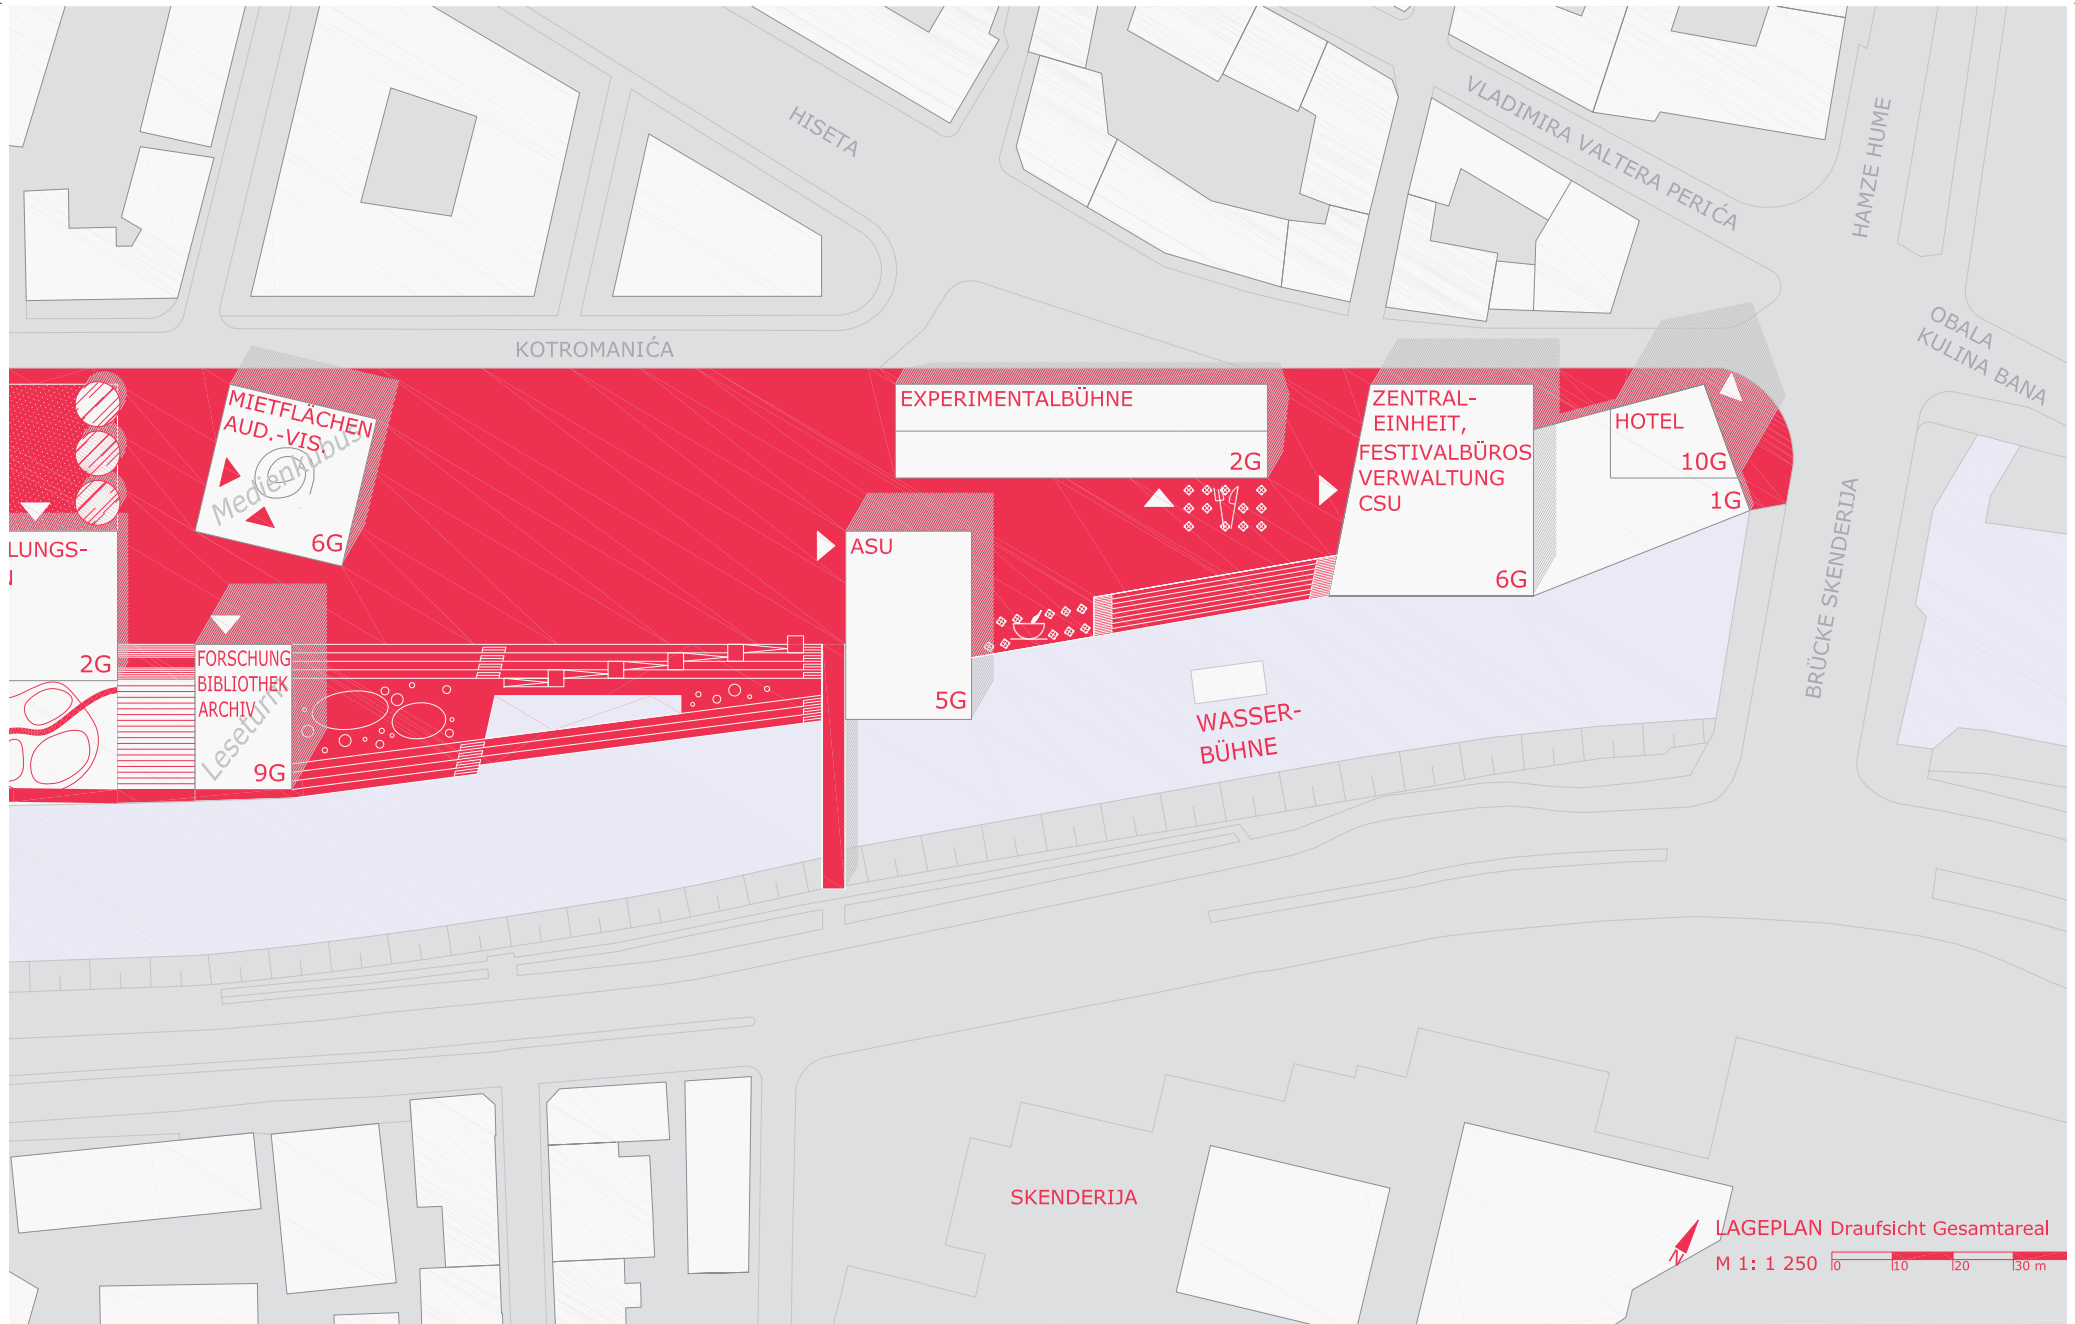 HISETA
VLADIMIRA VALTERA PERIĆA
HAMZE HUME
OBALA
KULINA BANA
KOTROMANIĆA
MIETFLÄCHEN
AUD.-VIS.
Medienkubus
6G
EXPERIMENTALBÜHNE
2G
ZENTRAL-
EINHEIT,
FESTIVALBÜROS
VERWALTUNG
CSU
6G
HOTEL
10G
1G
BRÜCKE SKENDERIJA
LUNGS-
2G
ASU
5G
FORSCHUNG
BIBLIOTHEK
ARCHIV
Leseturm
9G
WASSER-
BÜHNE
SKENDERIJA
N
LAGEPLAN Draufsicht Gesamtareal
M 1: 1 250
0 10 20 30 m